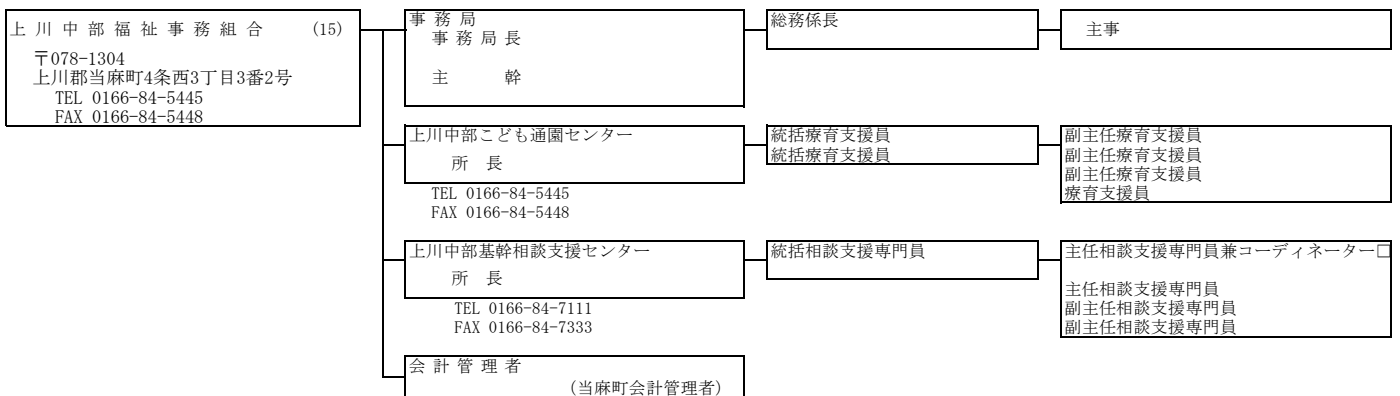 上川中部福祉事務組合 (15)
〒078-1304
上川郡当麻町4条西3丁目3番2号
TEL 0166-84-5445
FAX 0166-84-5448
事務局
事務局長
主幹
総務係長
主事
上川中部こども通園センター
所長
TEL 0166-84-5445
FAX 0166-84-5448
統括療育支援員
統括療育支援員
副主任療育支援員
副主任療育支援員
副主任療育支援員
療育支援員
上川中部基幹相談支援センター
所長
TEL 0166-84-7111
FAX 0166-84-7333
統括相談支援専門員
主任相談支援専門員兼コーディネーター□
主任相談支援専門員
副主任相談支援専門員
副主任相談支援専門員
会計管理者
(当麻町会計管理者)